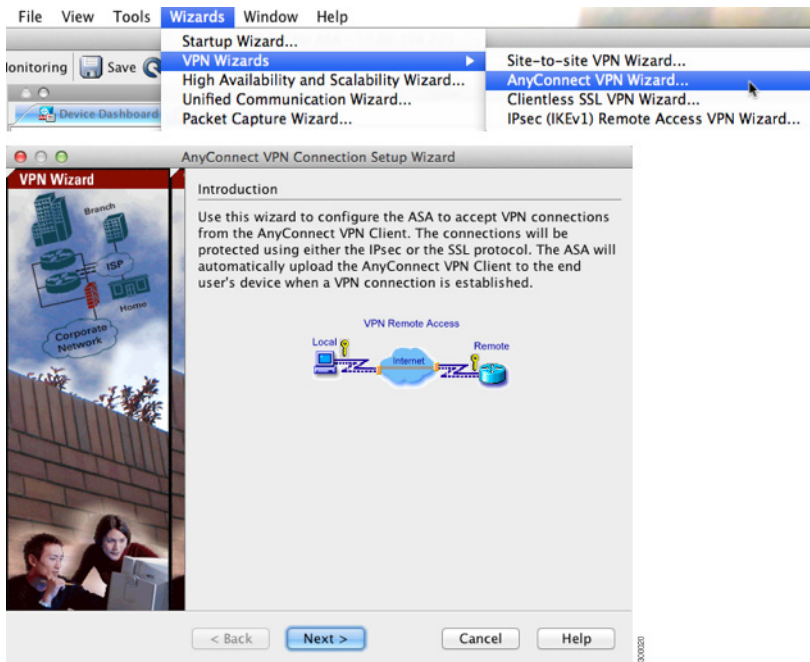 File View Tools Wizards Window Help
Startup Wizard...
onitoring Save
VPN Wizards
High Availability and Scalability Wizard...
Unified Communication Wizard...
Packet Capture Wizard...
Device Dashboard
Site-to-site VPN Wizard...
AnyConnect VPN Wizard...
Clientless SSL VPN Wizard...
IPsec (IKEv1) Remote Access VPN Wizard...
AnyConnect VPN Connection Setup Wizard
VPN Wizard
Branch
ISP
Home
Corporate
Network
Introduction
Use this wizard to configure the ASA to accept VPN connections
from the AnyConnect VPN Client. The connections will be
protected using either the IPsec or the SSL protocol. The ASA will
automatically upload the AnyConnect VPN Client to the end
user's device when a VPN connection is established.
VPN Remote Access
Local
Internet
Remote
< Back Next > Cancel Help